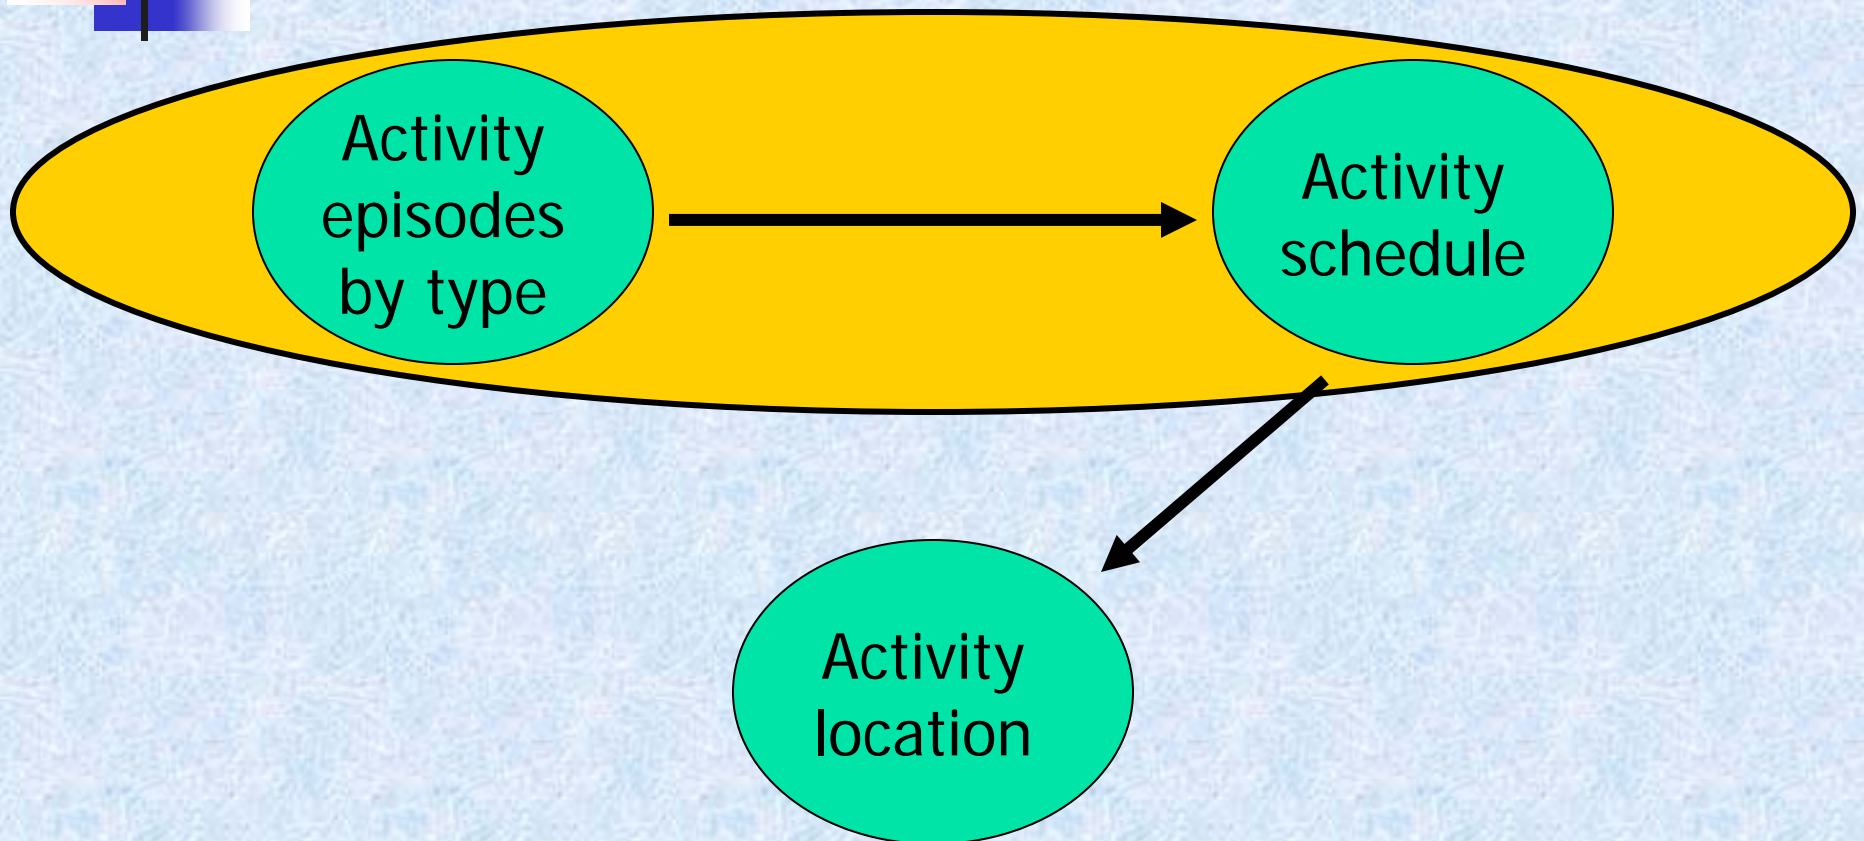 Activity
episodes
by type
Activity
schedule
Activity
location